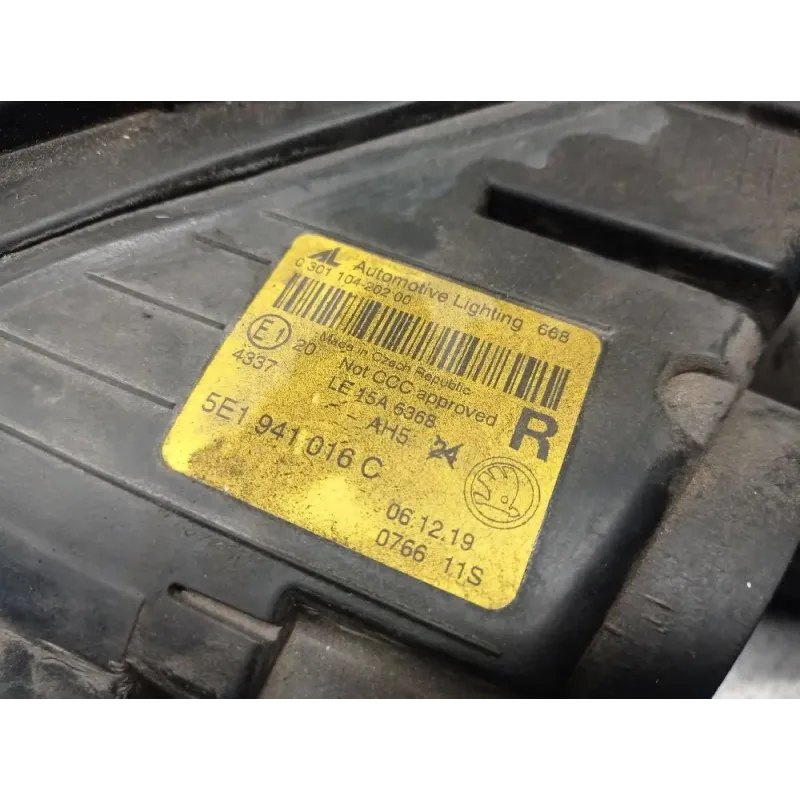 AL Automotive Lighting 668
0 301 104-202 00
E1 20
4337
Made in Czech Republic
Not CCC approved
LE 15A 6368
AH5 24
R
5E1 941 016 C
06.12.19
0766 11S